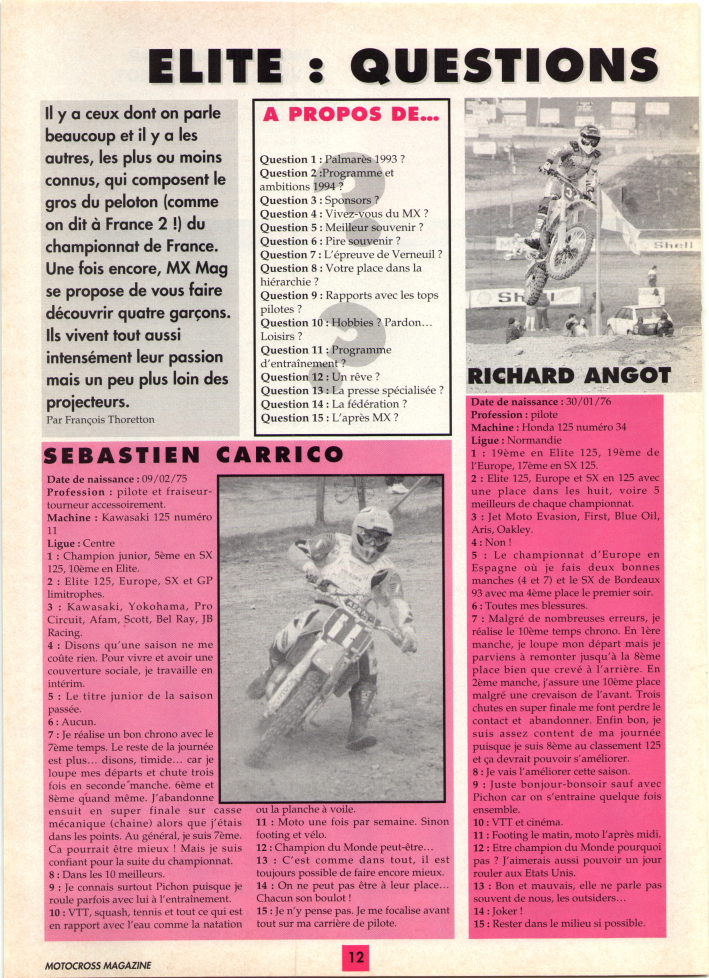 ELITE : QUESTIONS
Il y a ceux dont on parle
beaucoup et il y a les
autres, les plus ou moins
connus, qui composent le
gros du peloton (comme
on dit à France 2 !) du
championnat de France.
Une fois encore, MX Mag
se propose de vous faire
découvrir quatre garçons.
Ils vivent tout aussi
intensément leur passion
mais un peu plus loin des
projecteurs.
Par François Thoretton
A PROPOS DE...
Question 1 : Palmarès 1993 ?
Question 2 :Programme et
ambitions 1994 ?
Question 3 : Sponsors ?
Question 4 : Vivez-vous du MX ?
Question 5 : Meilleur souvenir ?
Question 6 : Pire souvenir ?
Question 7 : L'épreuve de Verneuil ?
Question 8 : Votre place dans la
hiérarchie ?
Question 9 : Rapports avec les tops
pilotes ?
Question 10 : Hobbies ? Pardon...
Loisirs ?
Question 11 : Programme
d'entraînement ?
Question 12 : Un rêve ?
Question 13 : La presse spécialisée ?
Question 14 : La fédération ?
Question 15 : L'après MX ?
SEBASTIEN CARRICO
Date de naissance : 09/02/75
Profession : pilote et fraiseur-
tourneur accessoirement.
Machine : Kawasaki 125 numéro
11
Ligue : Centre
1 : Champion junior, 5ème en SX
125, 10ème en Elite.
2 : Elite 125, Europe, SX et GP
limitrophes.
3 : Kawasaki, Yokohama, Pro
Circuit, Afam, Scott, Bel Ray, JB
Racing.
4 : Disons qu'une saison ne me
coûte rien. Pour vivre et avoir une
couverture sociale, je travaille en
intérim.
5 : Le titre junior de la saison
passée.
6 : Aucun.
7 : Je réalise un bon chrono avec le
7ème temps. Le reste de la journée
est plus... disons, timide... car je
loupe mes départs et chute trois
fois en seconde manche. 6ème et
8ème quand même. J'abandonne
ensuit en super finale sur casse
mécanique (chaine) alors que j'étais
dans les points. Au général, je suis 7ème.
Ca pourrait être mieux ! Mais je suis
confiant pour la suite du championnat.
8 : Dans les 10 meilleurs.
9 : Je connais surtout Pichon puisque je
roule parfois avec lui à l'entraînement.
10 : VTT, squash, tennis et tout ce qui est
en rapport avec l'eau comme la natation
ou la planche à voile.
11 : Moto une fois par semaine. Sinon
footing et vélo.
12 : Champion du Monde peut-être...
13 : C'est comme dans tout, il est
toujours possible de faire encore mieux.
14 : On ne peut pas être à leur place...
Chacun son boulot !
15 : Je n'y pense pas. Je me focalise avant
tout sur ma carrière de pilote.
11
Shell
Shell
RICHARD ANGOT
Date de naissance : 30/01/76
Profession : pilote
Machine : Honda 125 numéro 34
Ligue : Normandie
1 : 19ème en Elite 125, 19ème de
l'Europe, 17ème en SX 125.
2 : Elite 125, Europe et SX en 125 avec
une place dans les huit, voire 5
meilleurs de chaque championnat.
3 : Jet Moto Evasion, First, Blue Oil,
Aris, Oakley.
4 : Non !
5 : Le championnat d'Europe en
Espagne où je fais deux bonnes
manches (4 et 7) et le SX de Bordeaux
93 avec ma 4ème place le premier soir.
6 : Toutes mes blessures.
7 : Malgré de nombreuses erreurs, je
réalise le 10ème temps chrono. En 1ère
manche, je loupe mon départ mais je
parviens à remonter jusqu'à la 8ème
place bien que crevé à l'arrière. En
2ème manche, j'assure une 10ème place
malgré une crevaison de l'avant. Trois
chutes en super finale me font perdre le
contact et abandonner. Enfin bon, je
suis assez content de ma journée
puisque je suis 8ème au classement 125
et ça devrait pouvoir s'améliorer.
8 : Je vais l'améliorer cette saison.
9 : Juste bonjour-bonsoir sauf avec
Pichon car on s'entraine quelque fois
ensemble.
10 : VTT et cinéma.
11 : Footing le matin, moto l'après midi.
12 : Etre champion du Monde pourquoi
pas ? J'aimerais aussi pouvoir un jour
rouler aux Etats Unis.
13 : Bon et mauvais, elle ne parle pas
souvent de nous, les outsiders...
14 : Joker !
15 : Rester dans le milieu si possible.
MOTOCROSS MAGAZINE
12